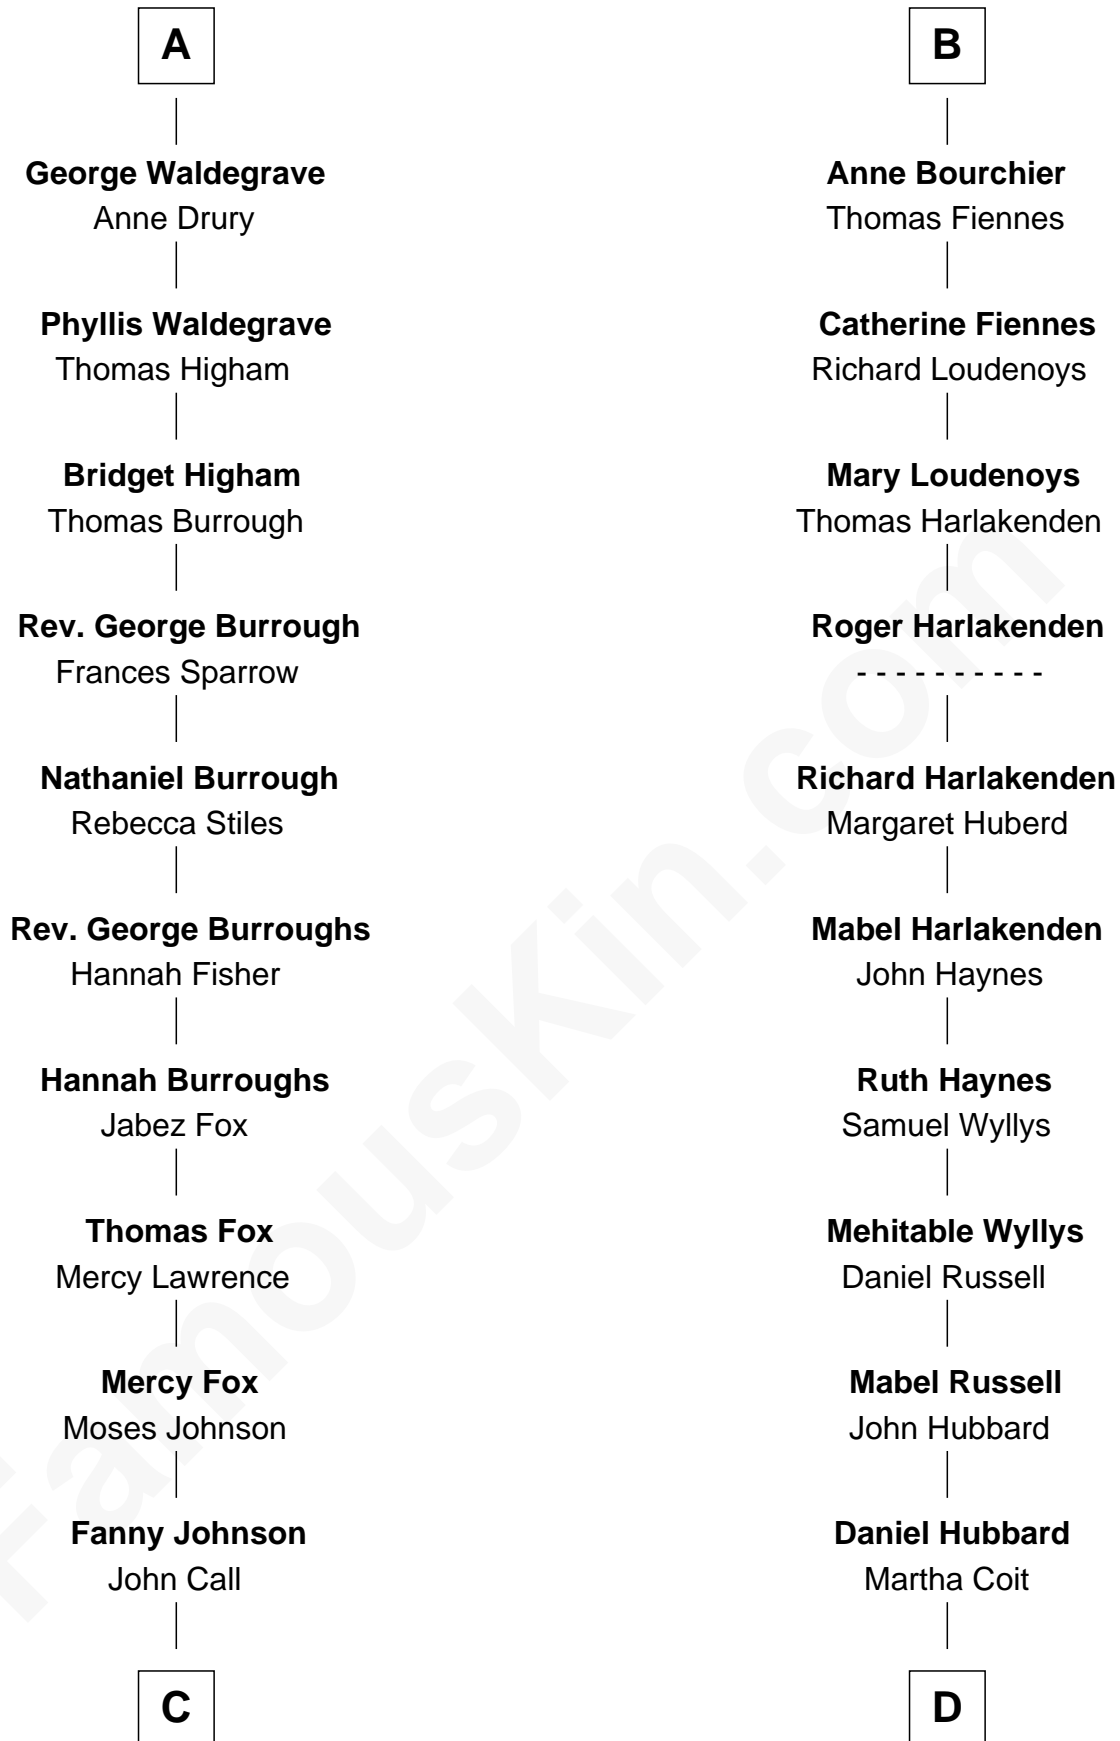 A
George Waldegrave
Anne Drury
Phyllis Waldegrave
Thomas Higham
Bridget Higham
Thomas Burrough
Rev. George Burrough
Frances Sparrow
Nathaniel Burrough
Rebecca Stiles
Rev. George Burroughs
Hannah Fisher
Hannah Burroughs
Jabez Fox
Thomas Fox
Mercy Lawrence
Mercy Fox
Moses Johnson
Fanny Johnson
John Call
C
B
Anne Bourchier
Thomas Fiennes
Catherine Fiennes
Richard Loudenoys
Mary Loudenoys
Thomas Harlakenden
Roger Harlakenden
- - - - - - - - - -
Richard Harlakenden
Margaret Huberd
Mabel Harlakenden
John Haynes
Ruth Haynes
Samuel Wyllys
Mehitable Wyllys
Daniel Russell
Mabel Russell
John Hubbard
Daniel Hubbard
Martha Coit
D
FamousKin.com